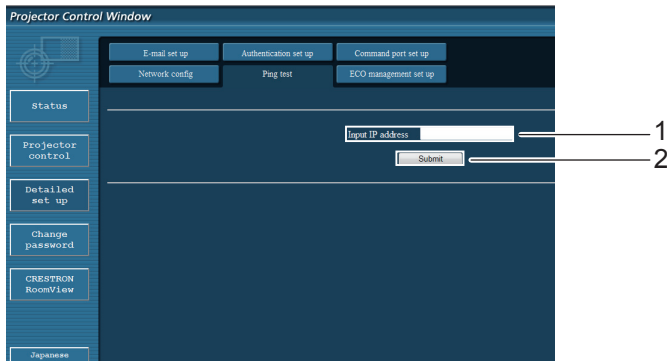 Projector Control Window
E-mail set up
Authentication set up
Command port set up
Network config
Ping test
ECO management set up
Status
Projector
control
Detailed
set up
Change
password
CRESTRON
RoomView
Japanese
Input IP address
1
Submit
2